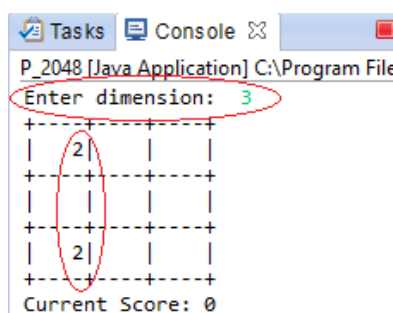 Tasks Console
P_2048 [Java Application] C:\Program File
Enter dimension: 3
+----+----+----+
|   2|    |    |
+----+----+----+
|    |    |    |
+----+----+----+
|   2|    |    |
+----+----+----+
Current Score: 0